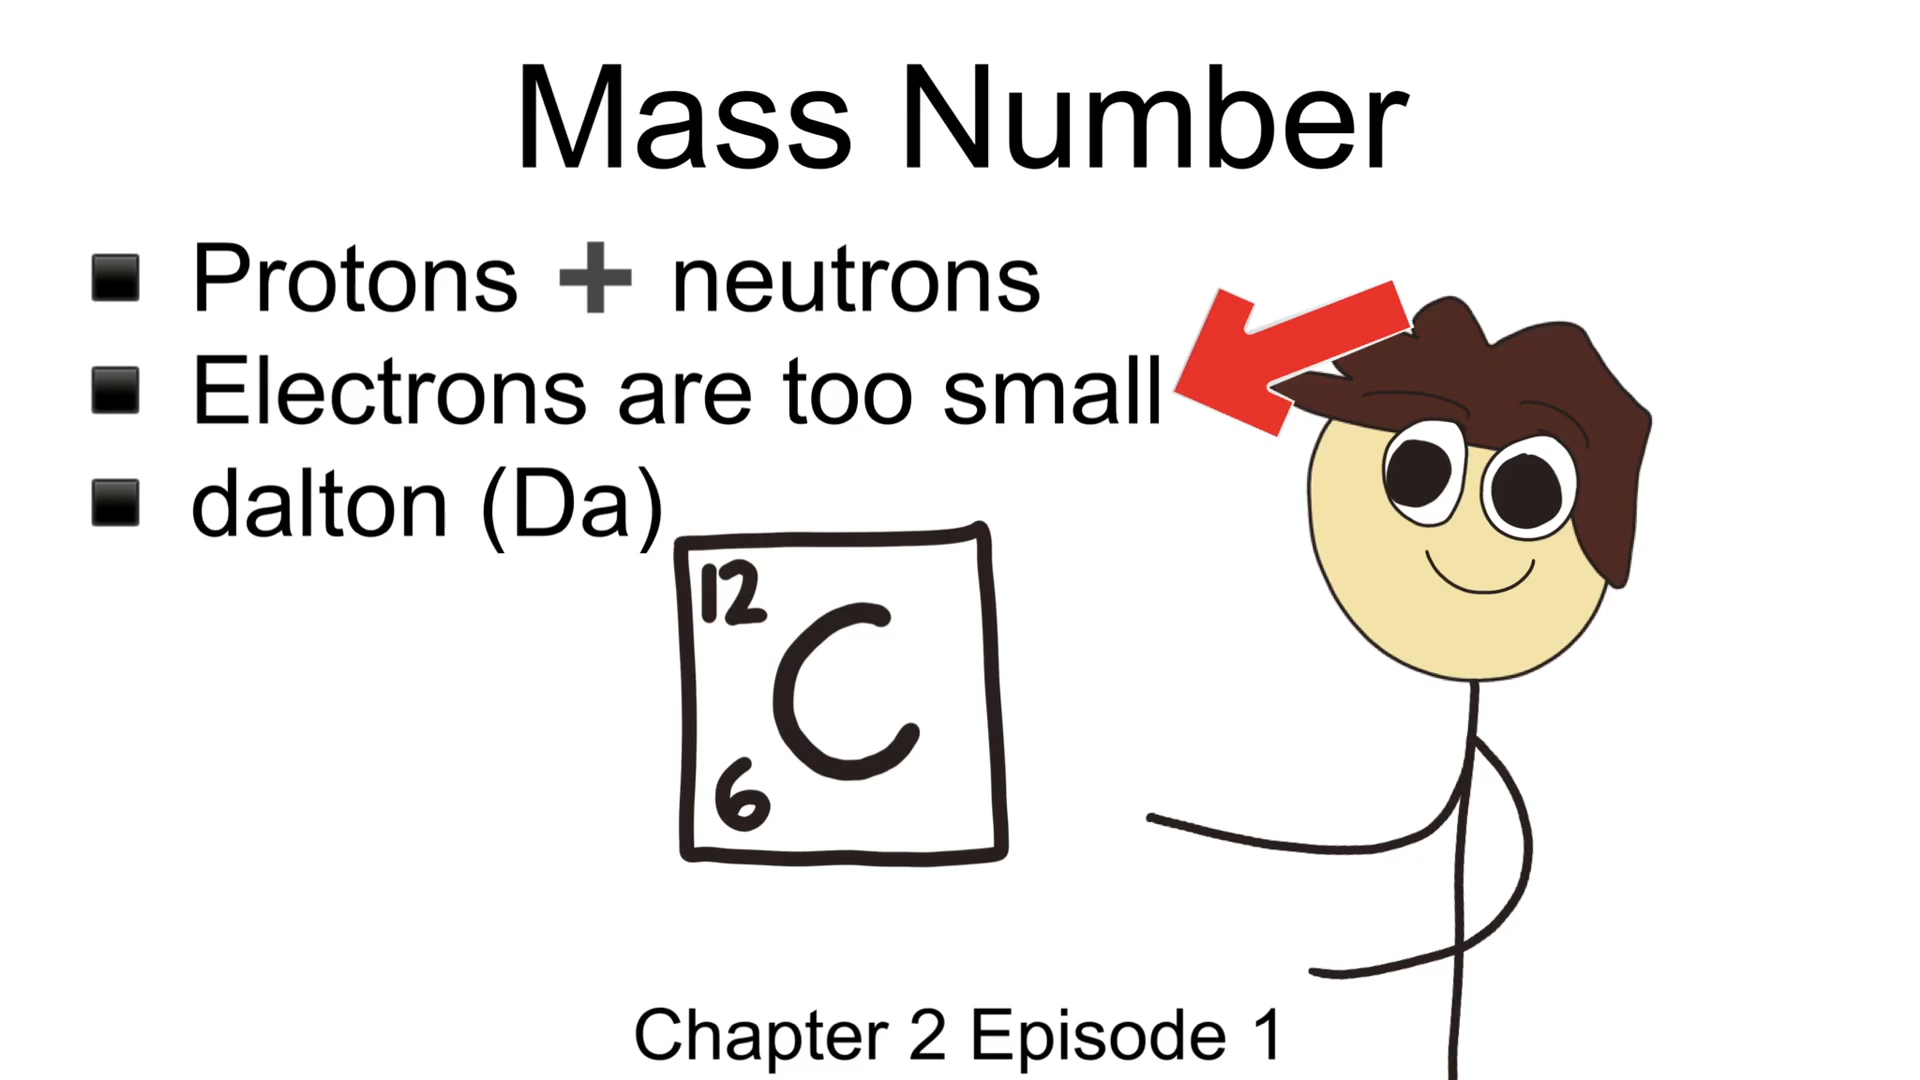 Mass Number
▪ Protons ➕ neutrons
▪ Electrons are too small
▪ dalton (Da)
12
C
6
Chapter 2 Episode 1